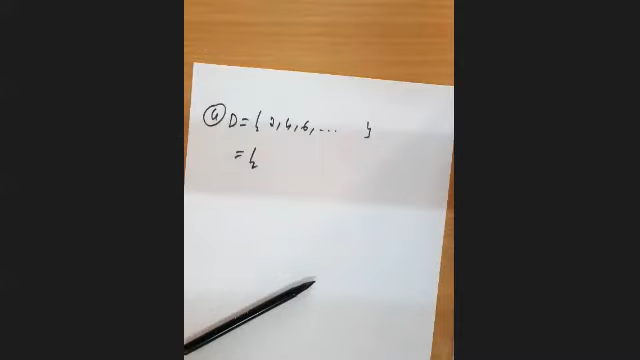 ④ D = { 2, 4, 6, ... }
= {